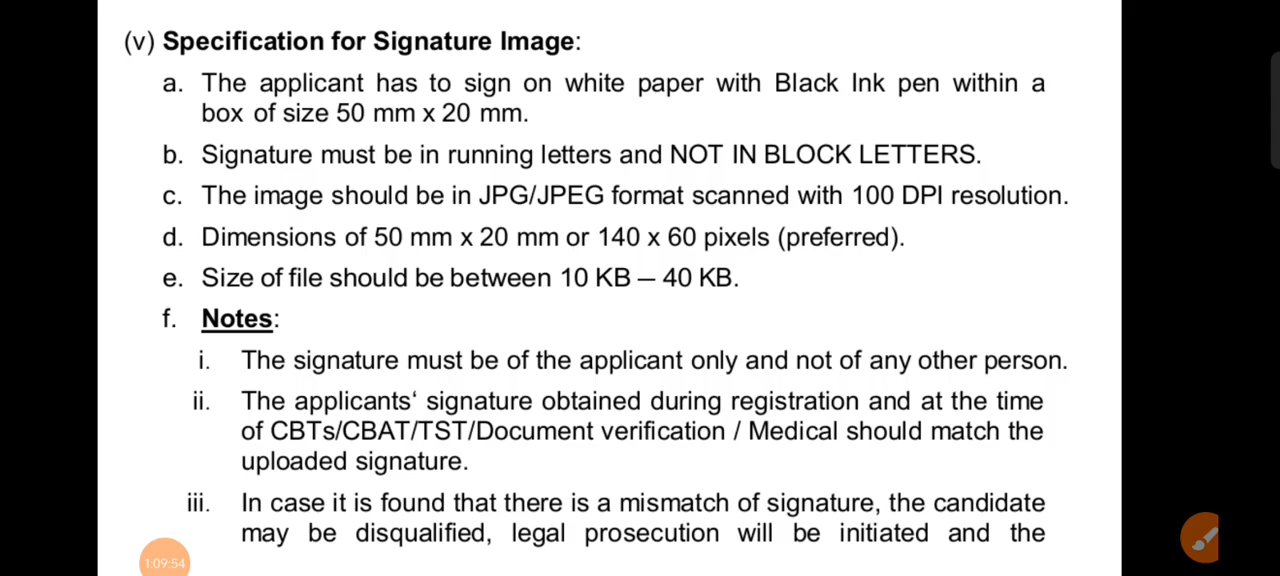 (v) Specification for Signature Image:
a. The applicant has to sign on white paper with Black Ink pen within a
box of size 50 mm x 20 mm.
b. Signature must be in running letters and NOT IN BLOCK LETTERS.
c. The image should be in JPG/JPEG format scanned with 100 DPI resolution.
d. Dimensions of 50 mm x 20 mm or 140 x 60 pixels (preferred).
e. Size of file should be between 10 KB – 40 KB.
f. Notes:
i. The signature must be of the applicant only and not of any other person.
ii. The applicants‘ signature obtained during registration and at the time
of CBTs/CBAT/TST/Document verification / Medical should match the
uploaded signature.
iii. In case it is found that there is a mismatch of signature, the candidate
may be disqualified, legal prosecution will be initiated and the
1:09:54